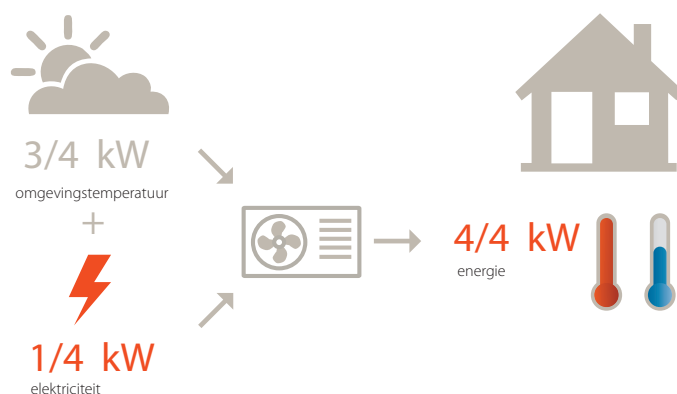 3/4 kW
omgevingstemperatuur
+
1/4 kW
elektriciteit
4/4 kW
energie